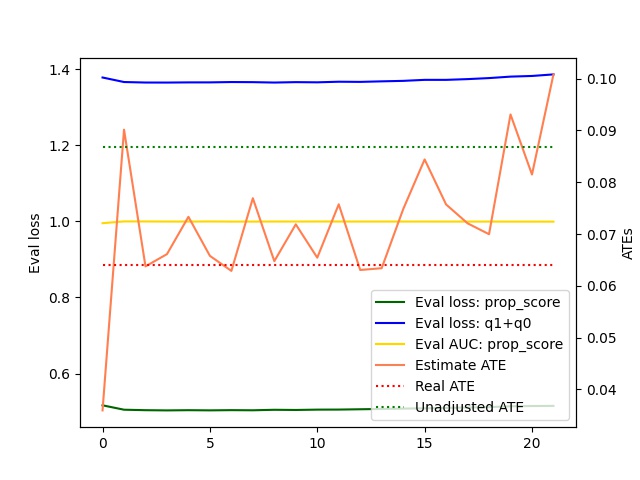 1.4
1.2
1.0
0.8
0.6
Eval loss
0
5
10
15
20
0.10
0.09
0.08
0.07
0.06
0.05
0.04
ATEs
Eval loss: prop_score
Eval loss: q1+q0
Eval AUC: prop_score
Estimate ATE
Real ATE
Unadjusted ATE